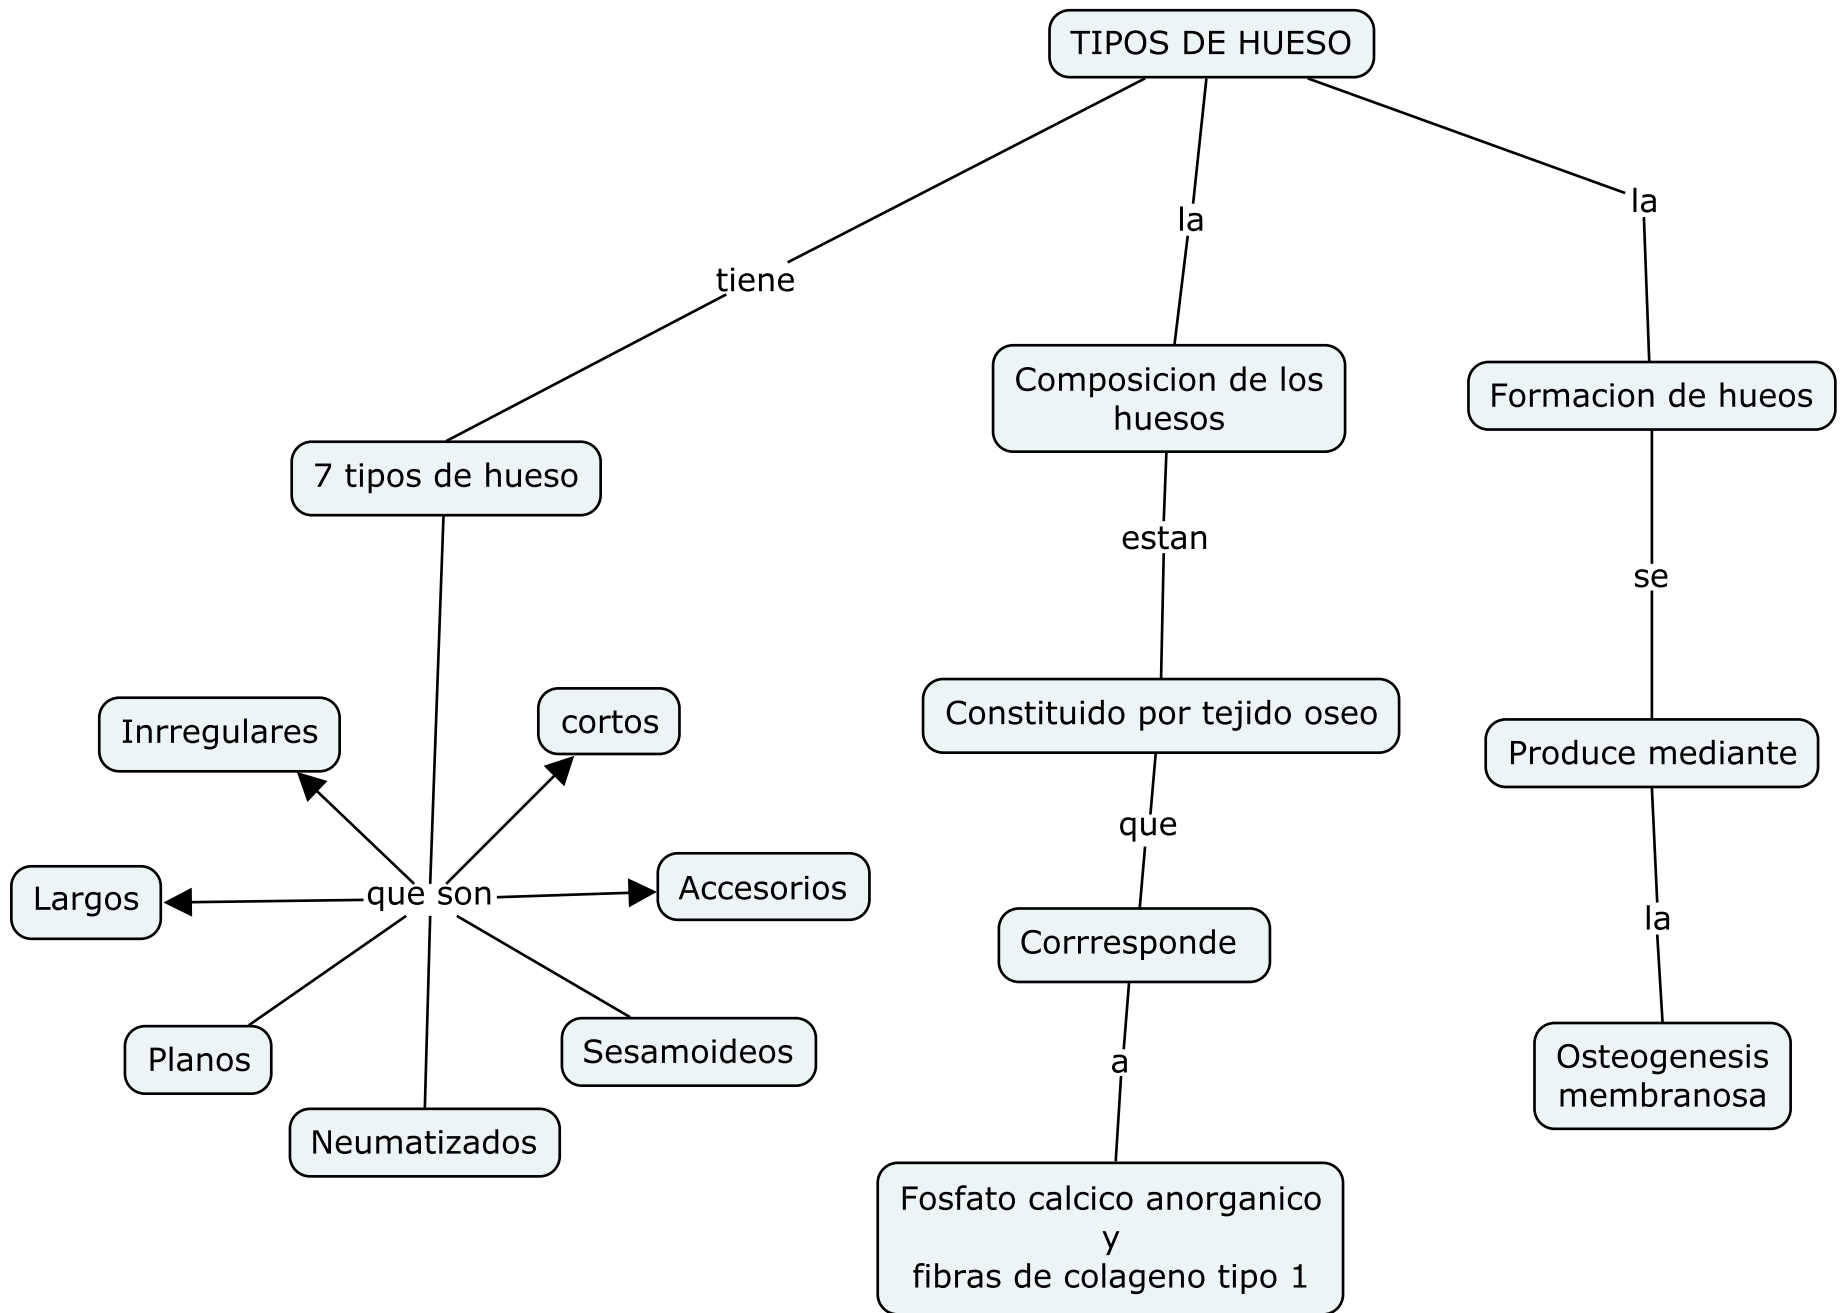 TIPOS DE HUESO
tiene
la
la
7 tipos de hueso
Composicion de los
huesos
Formacion de hueos
estan
se
Inrregulares
cortos
Constituido por tejido oseo
Produce mediante
que
Largos
que son
Accesorios
Corrresponde
la
Planos
Sesamoideos
Neumatizados
a
Osteogenesis
membranosa
Fosfato calcico anorganico
y
fibras de colageno tipo 1